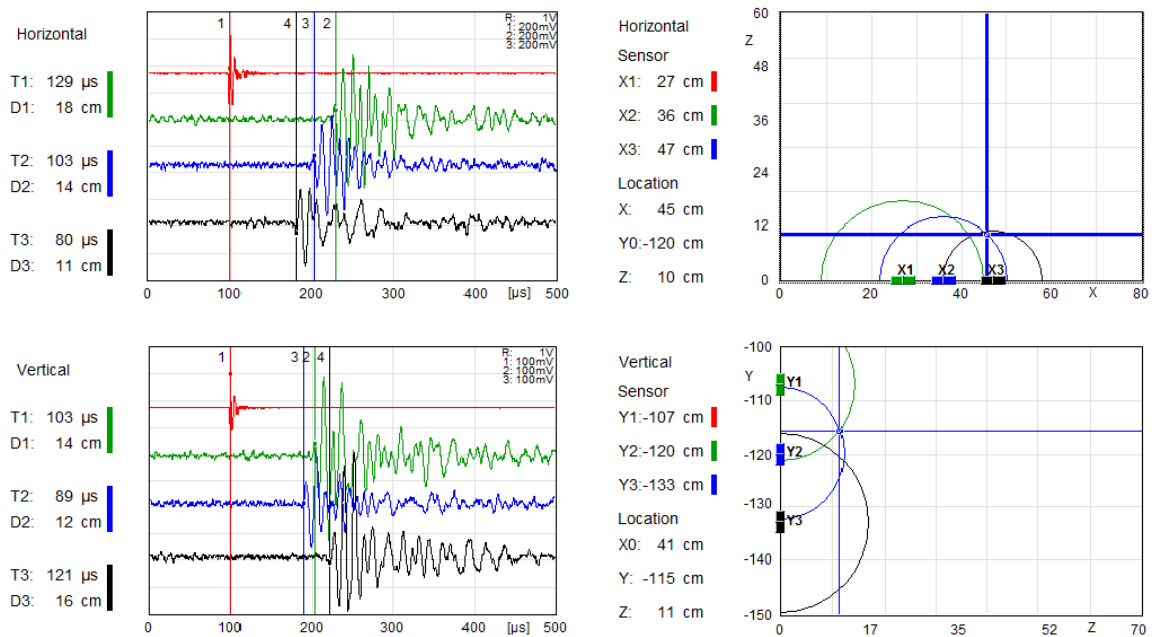 Horizontal
T1: 129 µs
D1: 18 cm
T2: 103 µs
D2: 14 cm
T3: 80 µs
D3: 11 cm
1 4 3 2
R: 1V
1: 200mV
2: 200mV
3: 200mV
0 100 200 300 400 [µs] 500
Horizontal
Sensor
X1: 27 cm
X2: 36 cm
X3: 47 cm
Location
X: 45 cm
Y0:-120 cm
Z: 10 cm
60
Z
48
36
24
12
0
X1 X2 X3
0 20 40 60 X 80
Vertical
T1: 103 µs
D1: 14 cm
T2: 89 µs
D2: 12 cm
T3: 121 µs
D3: 16 cm
1 3 2 4
R: 1V
1: 100mV
2: 100mV
3: 100mV
0 100 200 300 400 [µs] 500
Vertical
Sensor
Y1:-107 cm
Y2:-120 cm
Y3:-133 cm
Location
X0: 41 cm
Y: -115 cm
Z: 11 cm
-100
Y
-110
-120
-130
-140
-150
Y1
Y2
Y3
0 17 35 52 Z 70